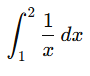 ∫₁² 1/x dx